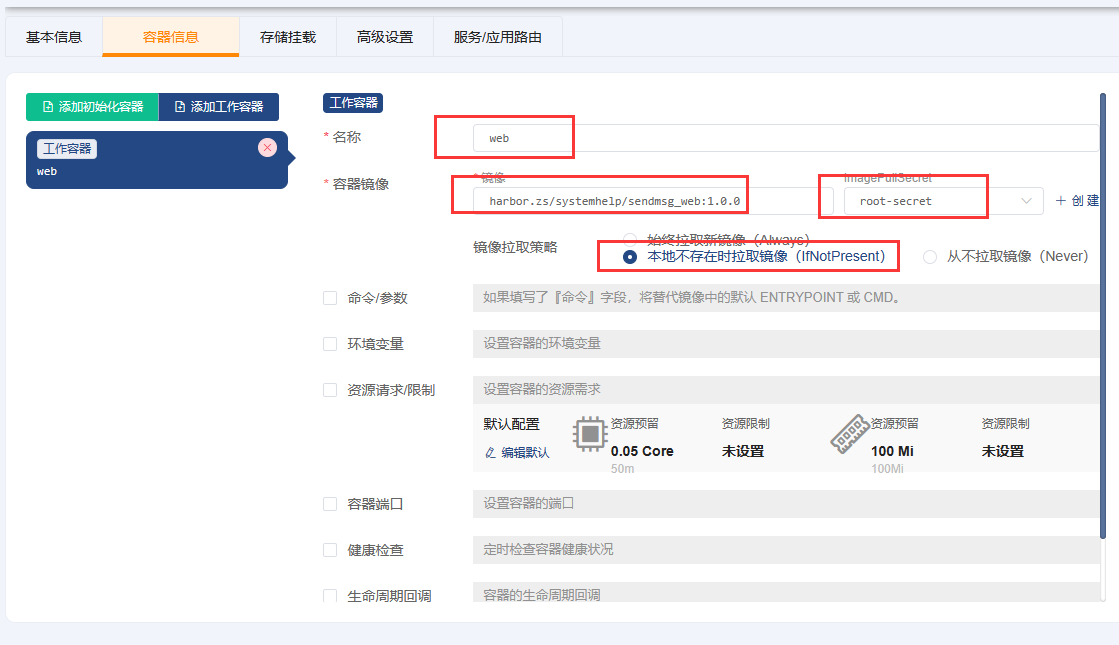 基本信息 容器信息 存储挂载 高级设置 服务/应用路由
添加初始化容器 添加工作容器
工作容器
web
工作容器
* 名称 web
* 容器镜像
* 镜像 ImagePullSecret
harbor.zs/systemhelp/sendmsg_web:1.0.0 root-secret + 创建
镜像拉取策略
始终拉取新镜像（Always）
本地不存在时拉取镜像（IfNotPresent） 从不拉取镜像（Never）
命令/参数 如果填写了『命令』字段，将替代镜像中的默认 ENTRYPOINT 或 CMD。
环境变量 设置容器的环境变量
资源请求/限制 设置容器的资源需求
默认配置 资源预留 资源限制 资源预留 资源限制
编辑默认 0.05 Core 未设置 100 Mi 未设置
50m 100Mi
容器端口 设置容器的端口
健康检查 定时检查容器健康状况
生命周期回调 容器的生命周期回调